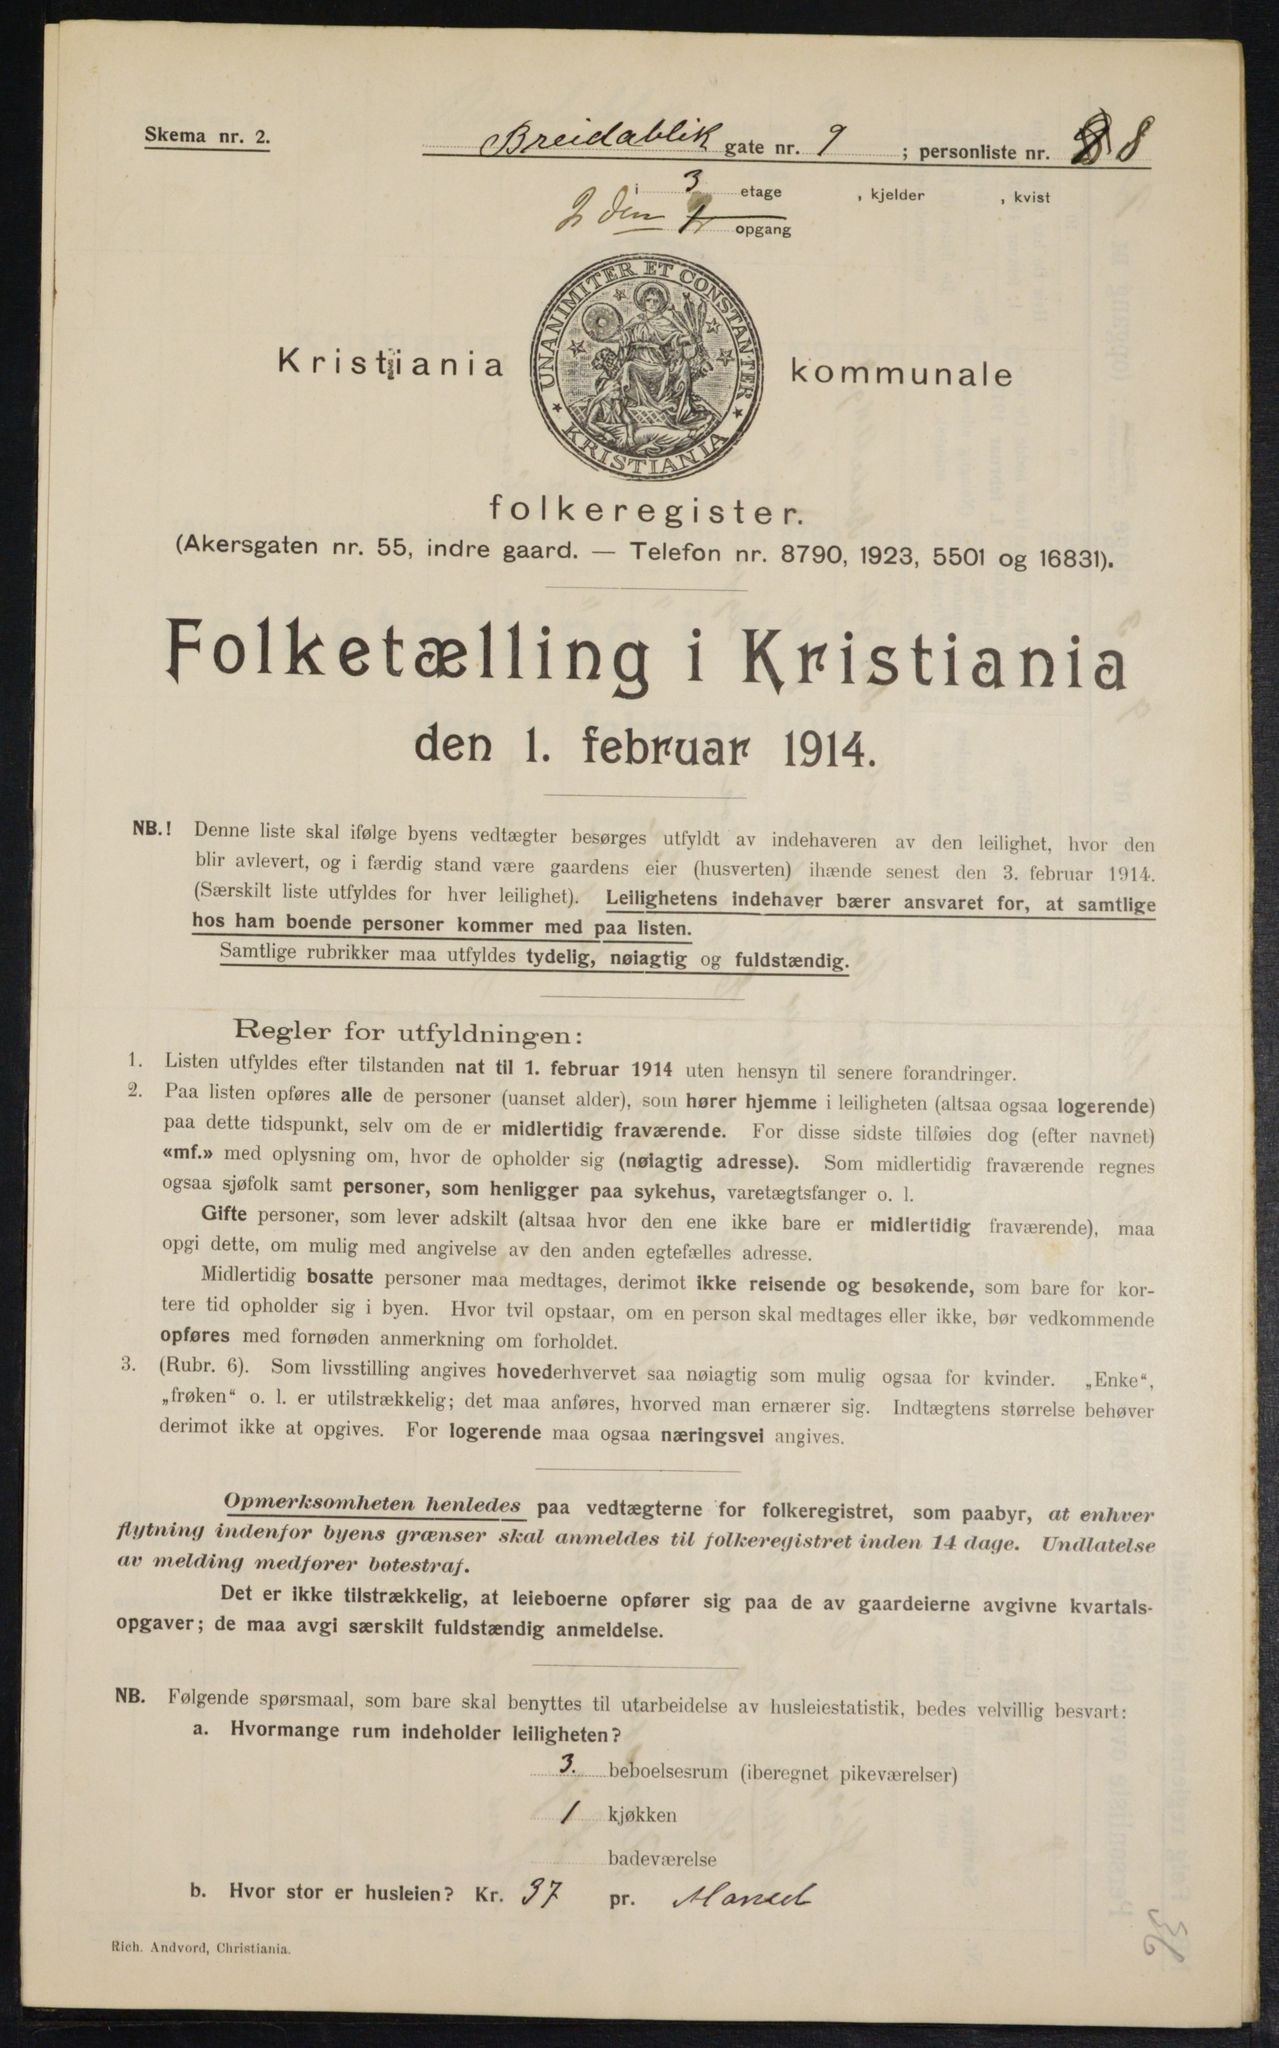 Skema nr. 2.
Breidablik gate nr. 9 ; personliste nr. 8
i 3 etage , kjelder , kvist
2 den opgang
UNANIMITER ET CONSTANTER
KRISTIANIA
Kristiania kommunale
folkeregister.
(Akersgaten nr. 55, indre gaard. — Telefon nr. 8790, 1923, 5501 og 16831).
Folketælling i Kristiania
den 1. februar 1914.
NB.! Denne liste skal ifølge byens vedtægter besørges utfyldt av indehaveren av den leilighet, hvor den
blir avlevert, og i færdig stand være gaardens eier (husverten) ihænde senest den 3. februar 1914.
(Særskilt liste utfyldes for hver leilighet). Leilighetens indehaver bærer ansvaret for, at samtlige
hos ham boende personer kommer med paa listen.
Samtlige rubrikker maa utfyldes tydelig, nøiagtig og fuldstændig.
Regler for utfyldningen:
1. Listen utfyldes efter tilstanden nat til 1. februar 1914 uten hensyn til senere forandringer.
2. Paa listen opføres alle de personer (uanset alder), som hører hjemme i leiligheten (altsaa ogsaa logerende)
paa dette tidspunkt, selv om de er midlertidig fraværende. For disse sidste tilføies dog (efter navnet)
«mf.» med oplysning om, hvor de opholder sig (nøiagtig adresse). Som midlertidig fraværende regnes
ogsaa sjøfolk samt personer, som henligger paa sykehus, varetægtsfanger o. l.
Gifte personer, som lever adskilt (altsaa hvor den ene ikke bare er midlertidig fraværende), maa
opgi dette, om mulig med angivelse av den anden egtefælles adresse.
Midlertidig bosatte personer maa medtages, derimot ikke reisende og besøkende, som bare for kor-
tere tid opholder sig i byen. Hvor tvil opstaar, om en person skal medtages eller ikke, bør vedkommende
opføres med fornøden anmerkning om forholdet.
3. (Rubr. 6). Som livsstilling angives hovederhvervet saa nøiagtig som mulig ogsaa for kvinder. „Enke“,
„frøken“ o. l. er utilstrækkelig; det maa anføres, hvorved man ernærer sig. Indtægtens størrelse behøver
derimot ikke at opgives. For logerende maa ogsaa næringsvei angives.
Opmerksomheten henledes paa vedtægterne for folkeregistret, som paabyr, at enhver
flytning indenfor byens grænser skal anmeldes til folkeregistret inden 14 dage. Undlatelse
av melding medfører bøtestraf.
Det er ikke tilstrækkelig, at leieboerne opfører sig paa de av gaardeierne avgivne kvartals-
opgaver; de maa avgi særskilt fuldstændig anmeldelse.
NB. Følgende spørsmaal, som bare skal benyttes til utarbeidelse av husleiestatistik, bedes velvillig besvart:
a. Hvormange rum indeholder leiligheten?
3. beboelsesrum (iberegnet pikeværelser)
1 kjøkken
badeværelse
b. Hvor stor er husleien? Kr. 37 pr. Maaned
Rich. Andvord, Christiania.